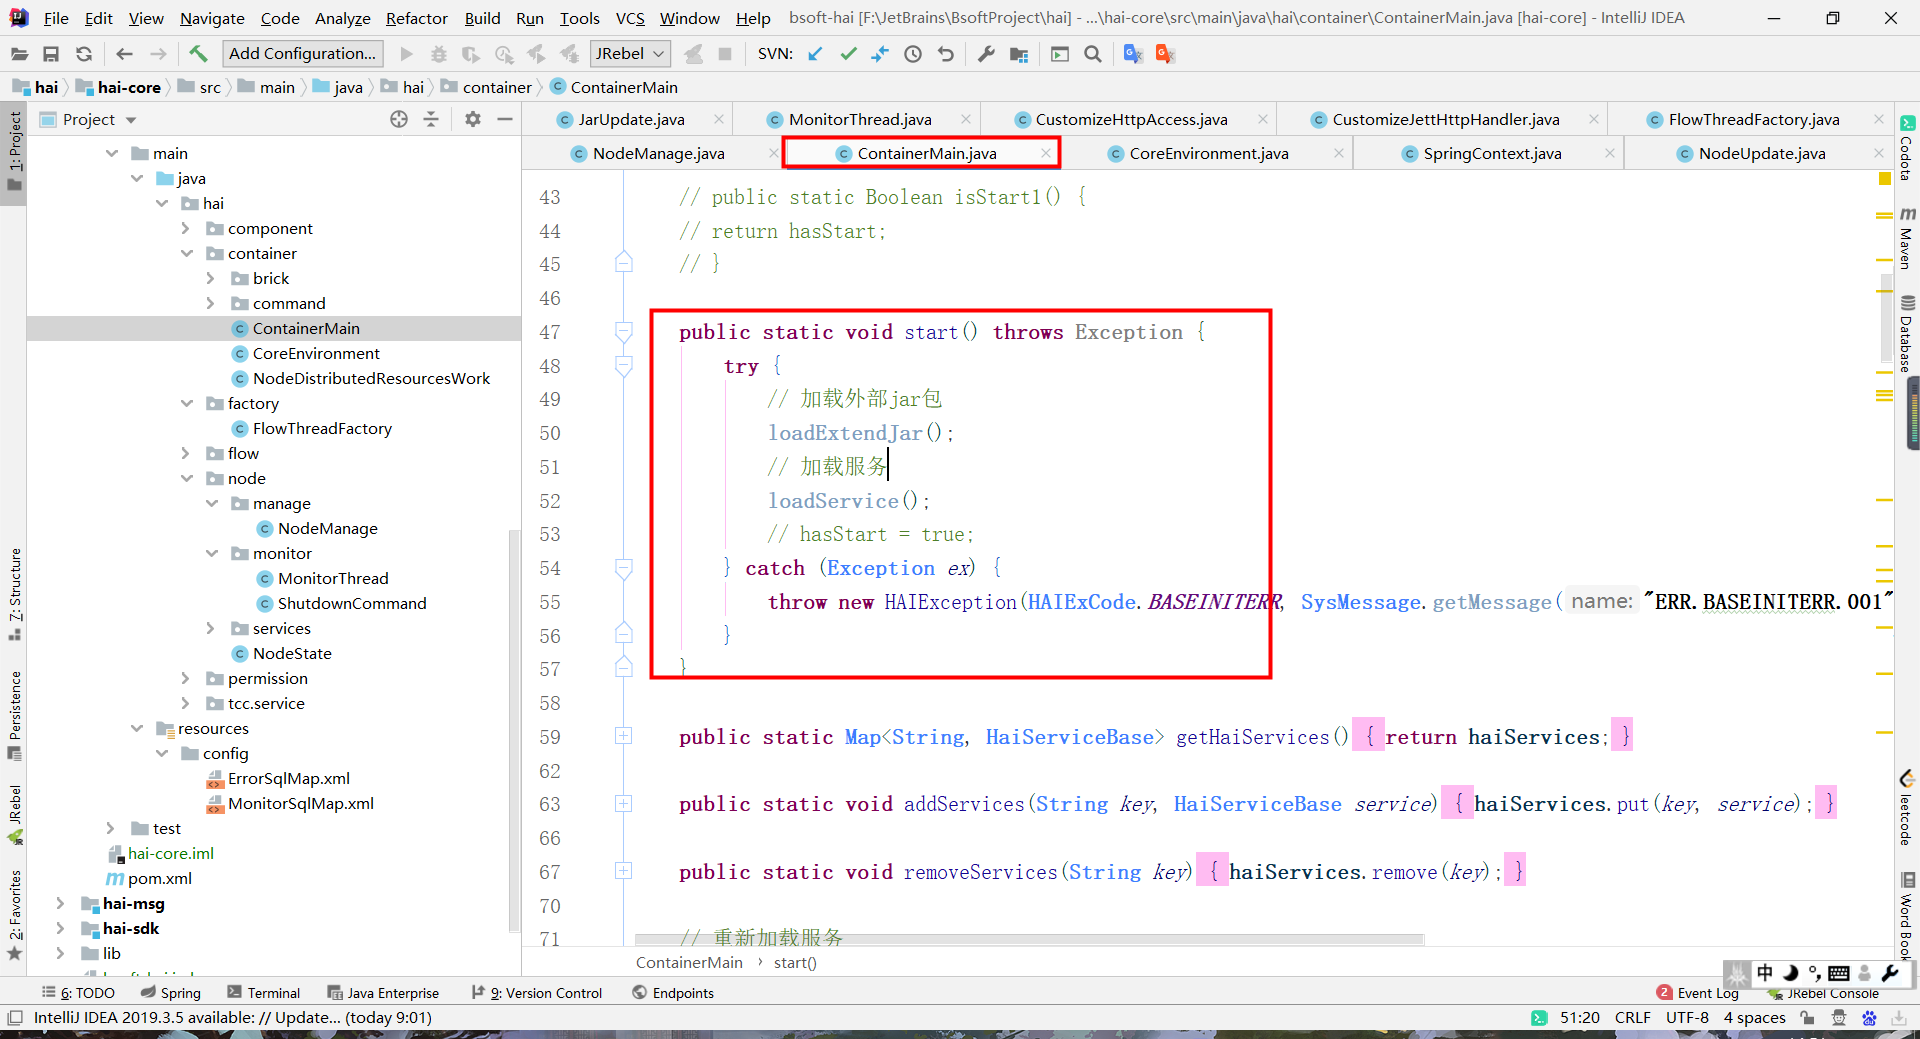 File Edit View Navigate Code Analyze Refactor Build Run Tools VCS Window Help bsoft-hai [F:\JetBrains\BsoftProject\hai] - ...\hai-core\src\main\java\hai\container\ContainerMain.java [hai-core] - IntelliJ IDEA
Add Configuration... JRebel SVN:
hai hai-core src main java hai container ContainerMain
Project
JarUpdate.java MonitorThread.java CustomizeHttpAccess.java CustomizeJettHttpHandler.java FlowThreadFactory.java
NodeManage.java ContainerMain.java CoreEnvironment.java SpringContext.java NodeUpdate.java
1: Project
7: Structure
Persistence
JRebel
2: Favorites
main
java
hai
component
container
brick
command
ContainerMain
CoreEnvironment
NodeDistributedResourcesWork
factory
FlowThreadFactory
flow
node
manage
NodeManage
monitor
MonitorThread
ShutdownCommand
services
NodeState
permission
tcc.service
resources
config
ErrorSqlMap.xml
MonitorSqlMap.xml
test
hai-core.iml
pom.xml
hai-msg
hai-sdk
lib
43 // public static Boolean isStart1() {
44 // return hasStart;
45 // }
46
47 public static void start() throws Exception {
48 try {
49 // 加载外部jar包
50 loadExtendJar();
51 // 加载服务
52 loadService();
53 // hasStart = true;
54 } catch (Exception ex) {
55 throw new HAIException(HAIExCode.BASEINITERR, SysMessage.getMessage( name: "ERR.BASEINITERR.001"
56 }
57 }
58
59 public static Map<String, HaiServiceBase> getHaiServices() { return haiServices; }
62
63 public static void addServices(String key, HaiServiceBase service) { haiServices.put(key, service); }
66
67 public static void removeServices(String key) { haiServices.remove(key); }
70
71 // 重新加载服务
ContainerMain › start()
Codota
Maven
Database
leetcode
Word Book
中
6: TODO Spring Terminal Java Enterprise 9: Version Control Endpoints 2 Event Log JRebel Console
IntelliJ IDEA 2019.3.5 available: // Update... (today 9:01) 51:20 CRLF UTF-8 4 spaces